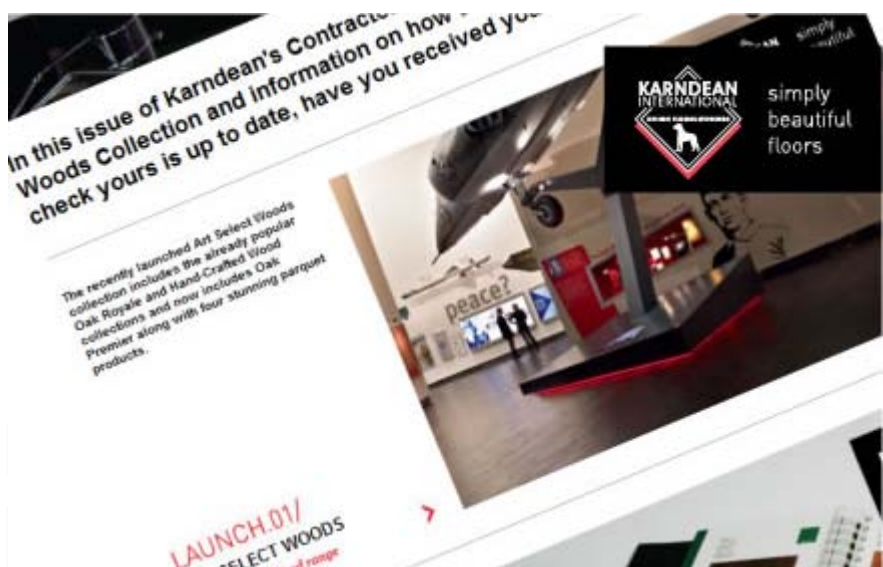 In this issue of Karndean's Contracto
Woods Collection and information on how
check yours is up to date, have you received you
The recently launched Art Select Woods
collection includes the already popular
Oak Royale and Hand-Crafted Wood
collections and now includes Oak
Premier along with four stunning parquet
products.
peace?
KARNDEAN
INTERNATIONAL
simply
beautiful
floors
simply
LAUNCH.01/
SELECT WOODS
range